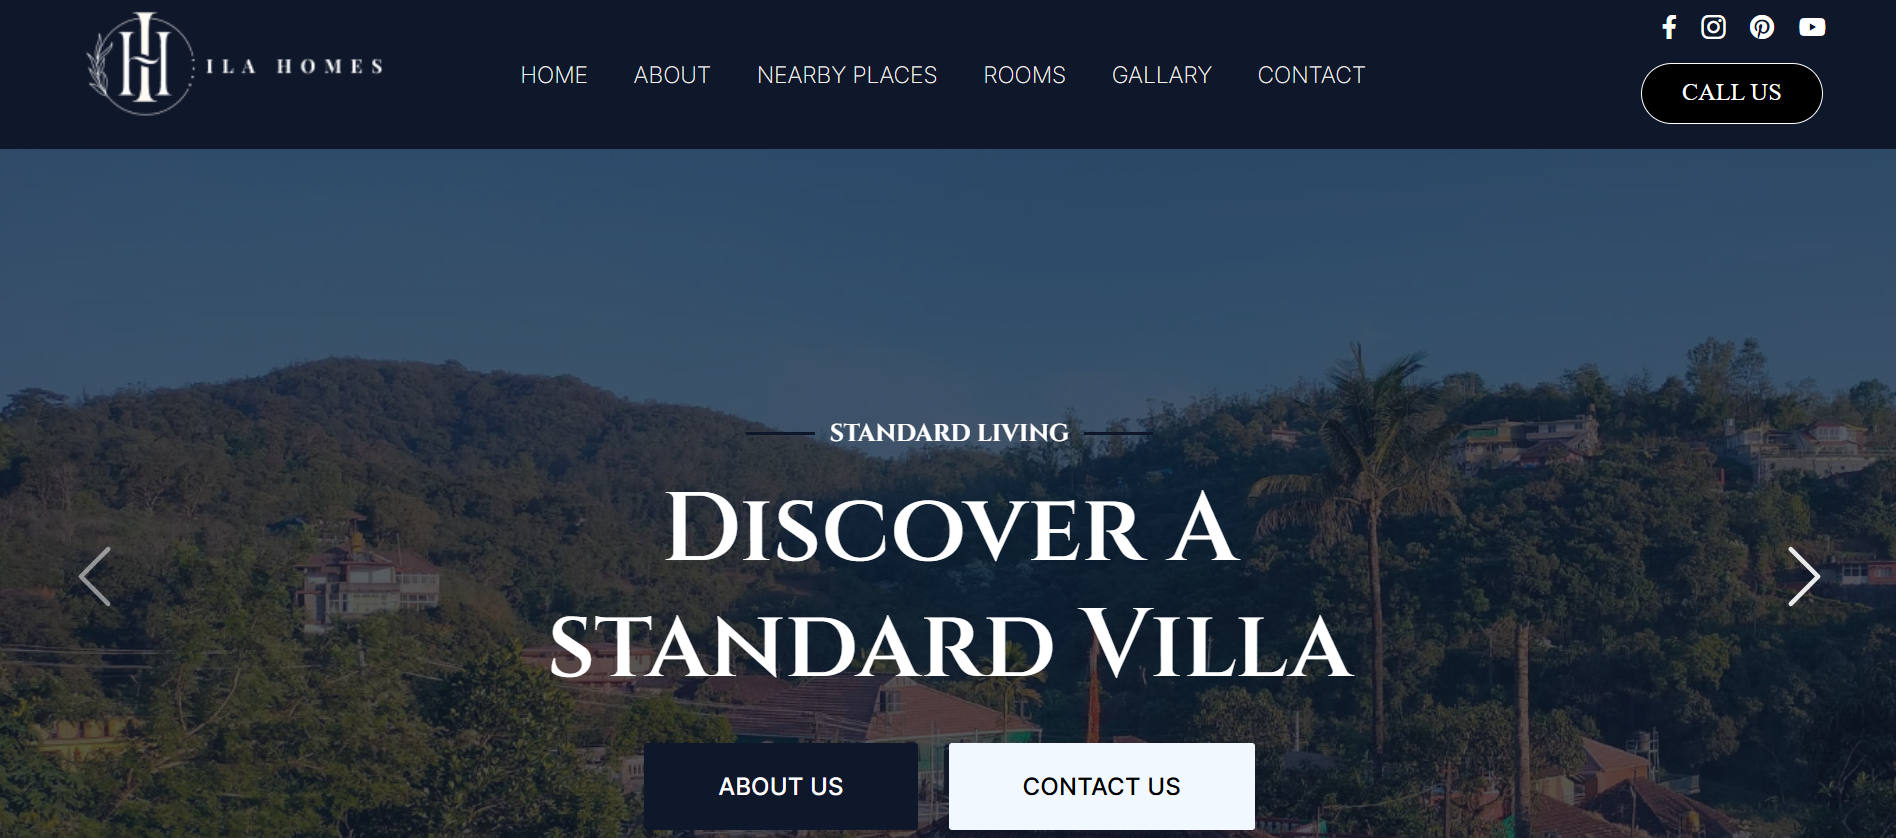 ILA HOMES
HOME ABOUT NEARBY PLACES ROOMS GALLARY CONTACT
CALL US
STANDARD LIVING
DISCOVER A
STANDARD VILLA
ABOUT US CONTACT US